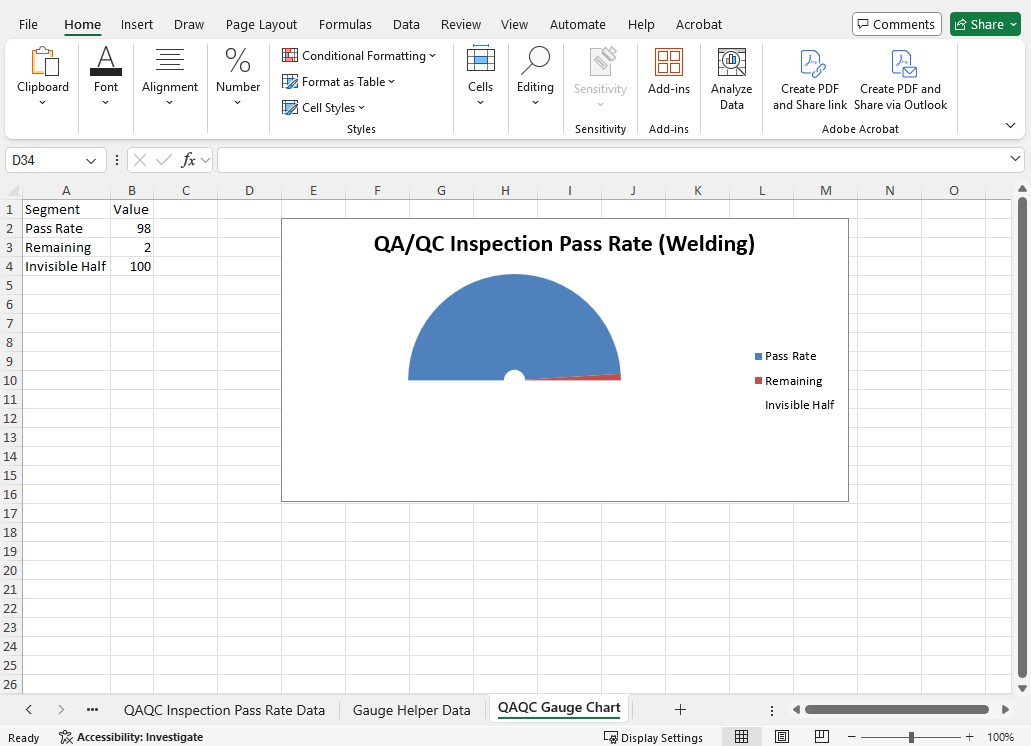 File Home Insert Draw Page Layout Formulas Data Review View Automate Help Acrobat Comments Share
Clipboard
Font
Alignment
%
Number
Conditional Formatting
Format as Table
Cell Styles
Styles
Cells
Editing
Sensitivity
Sensitivity
Add-ins
Add-ins
Analyze
Data
Create PDF
and Share link
Create PDF and
Share via Outlook
Adobe Acrobat
D34 fx
A B C D E F G H I J K L M N O
1 Segment Value
2 Pass Rate 98
3 Remaining 2
4 Invisible Half 100
5
6
7
8
9
10
11
12
13
14
15
16
17
18
19
20
21
22
23
24
25
26
QA/QC Inspection Pass Rate (Welding)
Pass Rate
Remaining
Invisible Half
QAQC Inspection Pass Rate Data Gauge Helper Data QAQC Gauge Chart
Ready Accessibility: Investigate Display Settings 100%